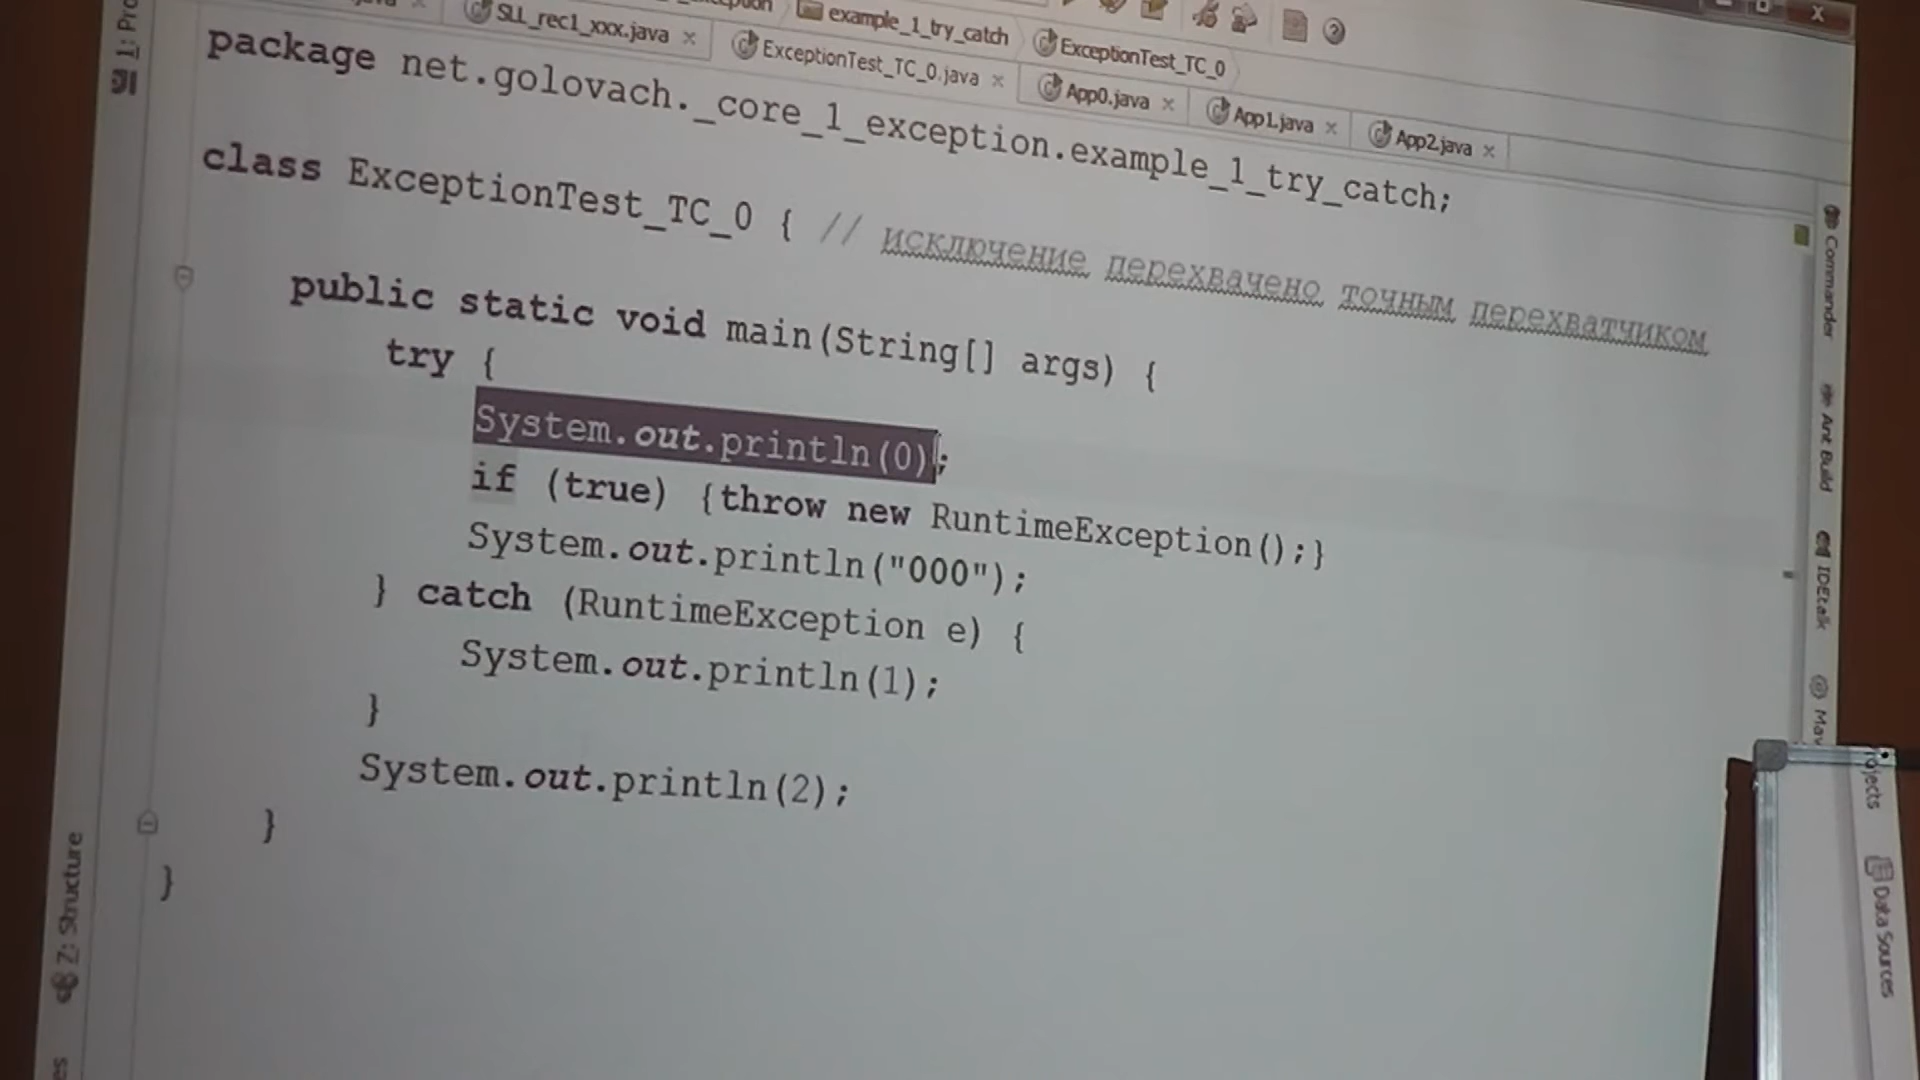 example_1_try_catch ExceptionTest_TC_0
SLL_rec1_xxx.java ExceptionTest_TC_0.java App0.java App1.java App2.java
package net.golovach._core_1_exception.example_1_try_catch;
class ExceptionTest_TC_0 { // исключение перехвачено точным перехватчиком
public static void main(String[] args) {
try {
System.out.println(0);
if (true) {throw new RuntimeException();}
System.out.println("000");
} catch (RuntimeException e) {
System.out.println(1);
}
System.out.println(2);
}
}
Z: Structure
Commander
Ant Build
IDEtalk
Data Sources